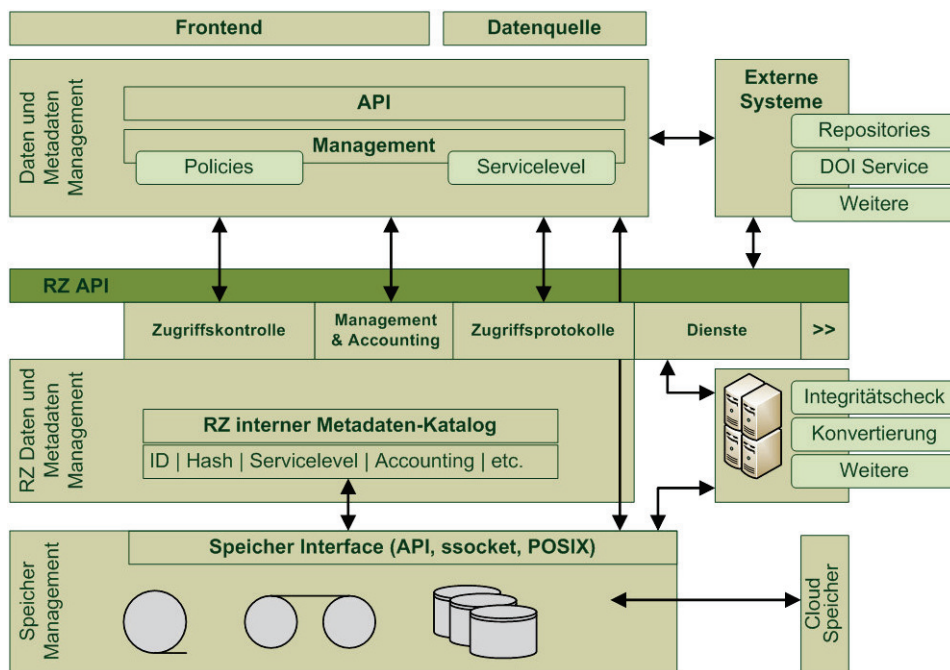 Frontend
Datenquelle
Daten und
Metadaten
Management
API
Management
Policies
Servicelevel
Externe
Systeme
Repositories
DOI Service
Weitere
RZ API
Zugriffskontrolle
Management
& Accounting
Zugriffsprotokolle
Dienste
>>
RZ Daten und
Metadaten
Management
RZ interner Metadaten-Katalog
ID | Hash | Servicelevel | Accounting | etc.
Integritätscheck
Konvertierung
Weitere
Speicher
Management
Speicher Interface (API, ssocket, POSIX)
Cloud
Speicher